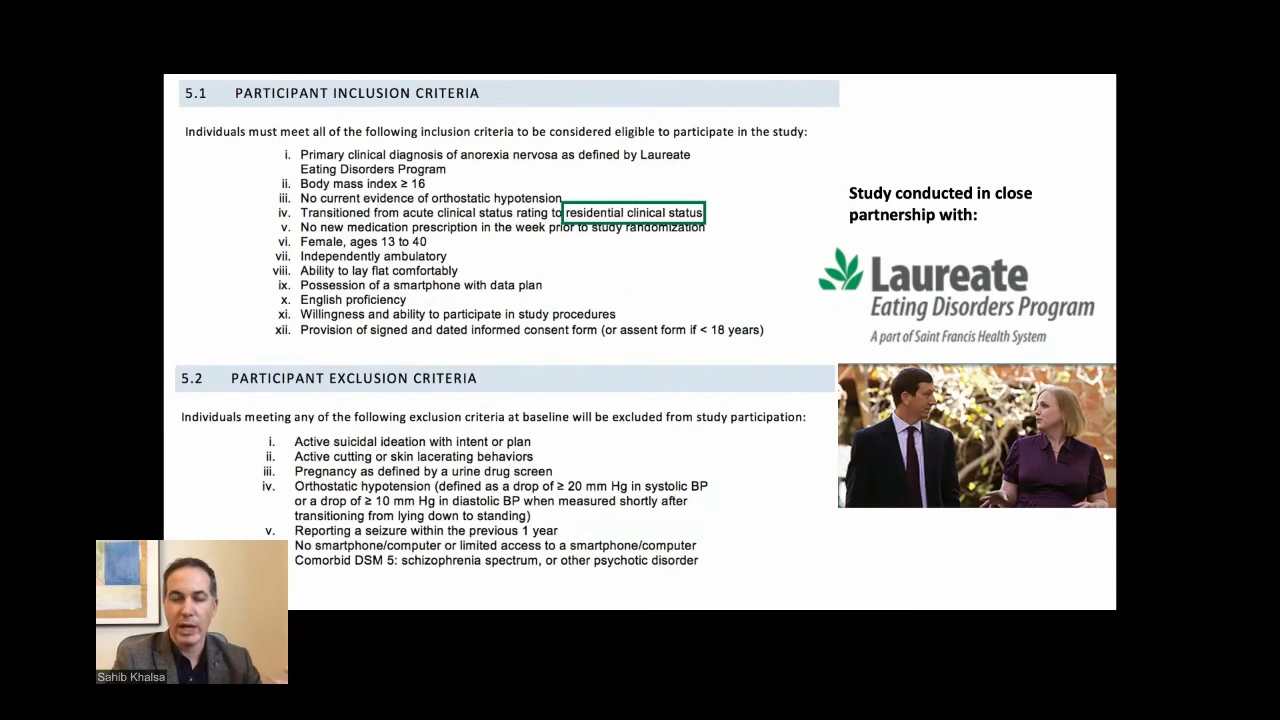 5.1 PARTICIPANT INCLUSION CRITERIA
Individuals must meet all of the following inclusion criteria to be considered eligible to participate in the study:
i. Primary clinical diagnosis of anorexia nervosa as defined by Laureate
Eating Disorders Program
ii. Body mass index ≥ 16
iii. No current evidence of orthostatic hypotension
iv. Transitioned from acute clinical status rating to residential clinical status
v. No new medication prescription in the week prior to study randomization
vi. Female, ages 13 to 40
vii. Independently ambulatory
viii. Ability to lay flat comfortably
ix. Possession of a smartphone with data plan
x. English proficiency
xi. Willingness and ability to participate in study procedures
xii. Provision of signed and dated informed consent form (or assent form if < 18 years)
5.2 PARTICIPANT EXCLUSION CRITERIA
Individuals meeting any of the following exclusion criteria at baseline will be excluded from study participation:
i. Active suicidal ideation with intent or plan
ii. Active cutting or skin lacerating behaviors
iii. Pregnancy as defined by a urine drug screen
iv. Orthostatic hypotension (defined as a drop of ≥ 20 mm Hg in systolic BP
or a drop of ≥ 10 mm Hg in diastolic BP when measured shortly after
transitioning from lying down to standing)
v. Reporting a seizure within the previous 1 year
No smartphone/computer or limited access to a smartphone/computer
Comorbid DSM 5: schizophrenia spectrum, or other psychotic disorder
Study conducted in close
partnership with:
Laureate
Eating Disorders Program
A part of Saint Francis Health System
Sahib Khalsa